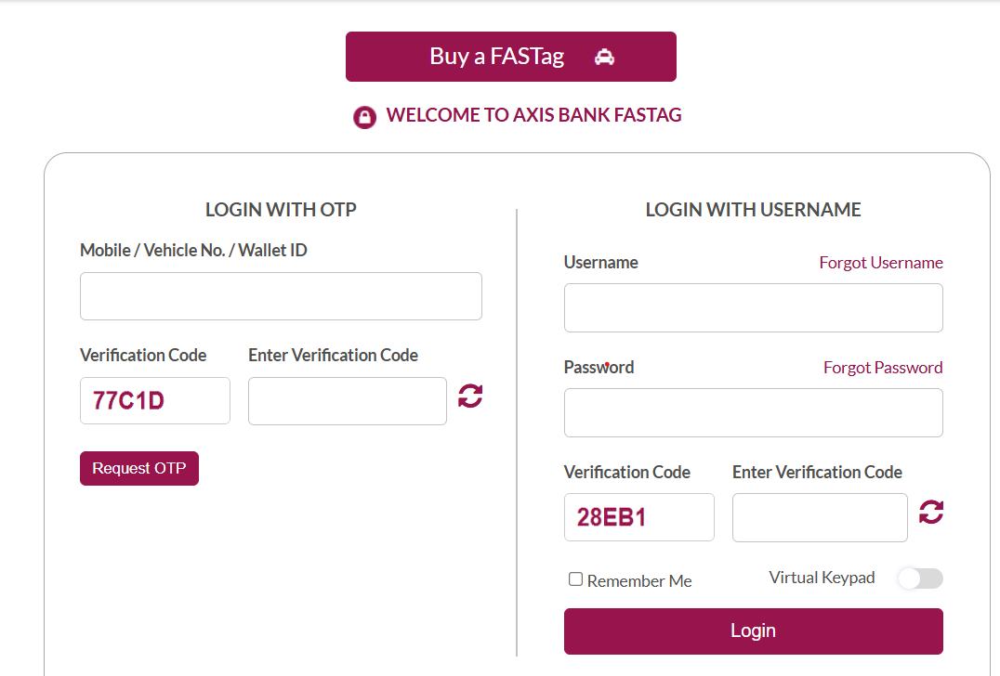 Buy a FASTag
WELCOME TO AXIS BANK FASTAG
LOGIN WITH OTP
Mobile / Vehicle No. / Wallet ID
Verification Code
Enter Verification Code
77C1D
Request OTP
LOGIN WITH USERNAME
Username
Forgot Username
Password
Forgot Password
Verification Code
Enter Verification Code
28EB1
Remember Me
Virtual Keypad
Login